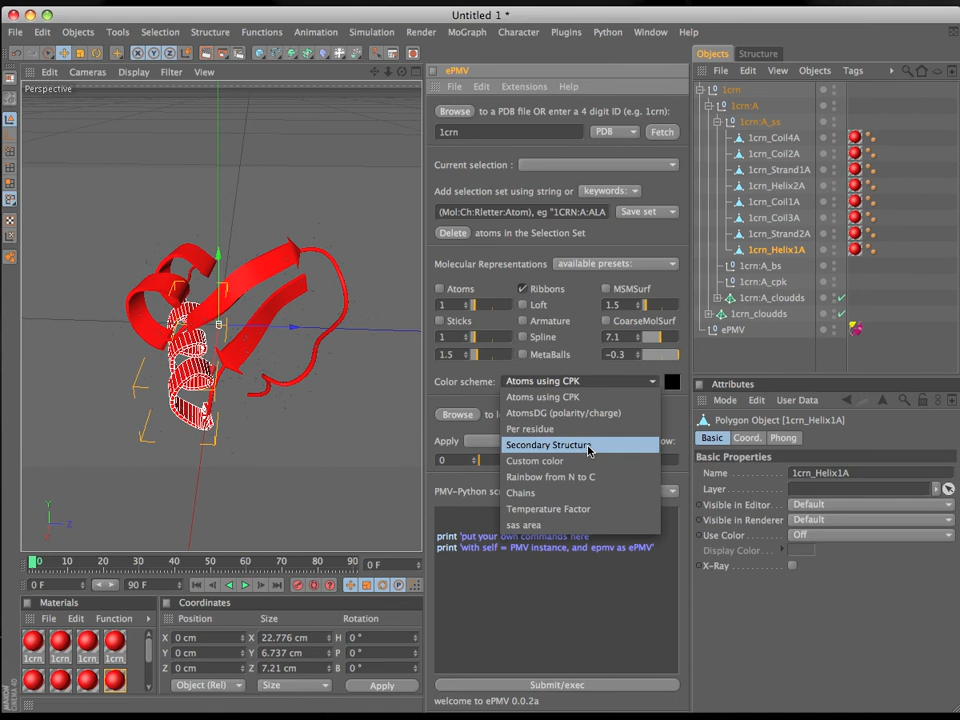 Untitled 1 *
File Edit Objects Tools Selection Structure Functions Animation Simulation Render MoGraph Character Plugins Python Window Help
Edit Cameras Display Filter View
Perspective
Y
Z
0 10 20 30 40 50 60 70 80 90 0 F
0 F 90 F
Materials
File Edit Function
1crn 1crn 1crn 1crn
Coordinates
Position Size Rotation
X 0 cm X 22.776 cm H 0 °
Y 0 cm Y 6.737 cm P 0 °
Z 0 cm Z 7.21 cm B 0 °
Object (Rel) Size Apply
MAXON CINEMA 4D
ePMV
File Edit Extensions Help
Browse to a PDB file OR enter a 4 digit ID (e.g. 1crn)
1crn PDB Fetch
Current selection :
Add selection set using string or keywords:
(Mol:Ch:Rletter:Atom), eg "1CRN:A:ALA Save set
Delete atoms in the Selection Set
Molecular Representations available presets:
Atoms Ribbons MSMSurf
1 Loft 1.5
Sticks Armature CoarseMolSurf
1 Spline 7.1
1.5 MetaBalls -0.3
Color scheme: Atoms using CPK
Atoms using CPK
AtomsDG (polarity/charge)
Per residue
Secondary Structure
Custom color
Rainbow from N to C
Chains
Temperature Factor
sas area
Browse to l
Apply ow:
0
PMV-Python sc
print 'put your own commands here'
print 'with self = PMV instance, and epmv as ePMV'
Submit/exec
welcome to ePMV 0.0.2a
Objects Structure
File Edit View Objects Tags
1crn
1crn:A
1crn:A_ss
1crn_Coil4A
1crn_Coil2A
1crn_Strand1A
1crn_Helix2A
1crn_Coil1A
1crn_Coil3A
1crn_Strand2A
1crn_Helix1A
1crn:A_bs
1crn:A_cpk
1crn:A_cloudds
1crn_cloudds
ePMV
Attributes
Mode Edit User Data
Polygon Object [1crn_Helix1A]
Basic Coord. Phong
Basic Properties
Name 1crn_Helix1A
Layer
Visible in Editor Default
Visible in Renderer Default
Use Color Off
Display Color
X-Ray